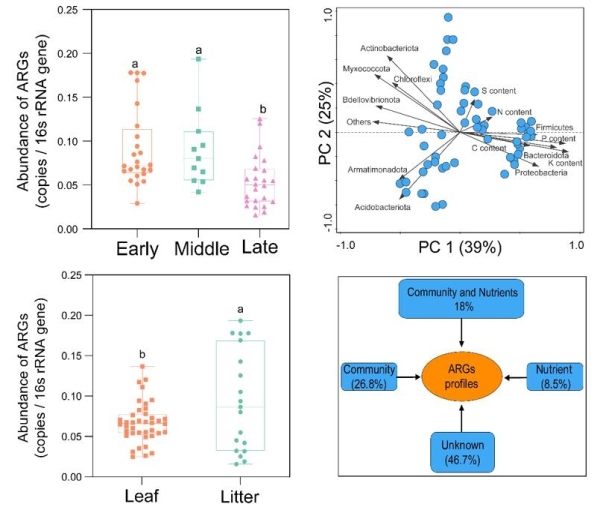 Abundance of ARGs
(copies / 16s rRNA gene)
0.25
0.20
0.15
0.10
0.05
0.00
a
a
b
Early
Middle
Late
PC 2 (25%)
1.0
-1.0
Actinobacteriota
Myxococcota
Chloroflexi
Bdellovibrionota
Others
Armatimonadota
Acidobacteriota
S content
N content
Firmicutes
P content
C content
Bacteroidota
K content
Proteobacteria
-1.0
PC 1 (39%)
1.0
Abundance of ARGs
(copies / 16s rRNA gene)
0.25
0.20
0.15
0.10
0.05
0.00
b
a
Leaf
Litter
Community and Nutrients
18%
Community
(26.8%)
ARGs
profiles
Nutrient
(8.5%)
Unknown
(46.7%)